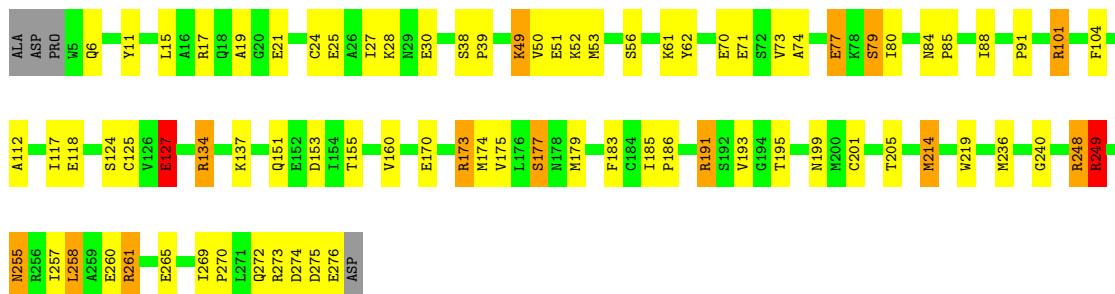 ALA ASP PRO W5 Q6 Y11 L15 A16 R17 Q18 A19 G20 E21 C24 E25 A26 I27 K28 N29 E30 S38 P39 K49 V50 E51 K52 M53 S56 K61 Y62 E70 E71 S72 V73 A74 E77 K78 S79 I80 N84 P85 I88 P91 R101 F104
A112 I117 E118 S124 C125 V126 E127 R134 K137 Q151 E152 D153 I154 T155 V160 E170 R173 M174 V175 L176 S177 N178 M179 F183 C184 I185 P186 R191 S192 V193 G194 T195 N199 M200 C201 T205 M214 W219 M236 G240 R248 R249
N255 R256 I257 L258 A259 E260 R261 E265 I269 P270 L271 Q272 R273 D274 D275 E276 ASP